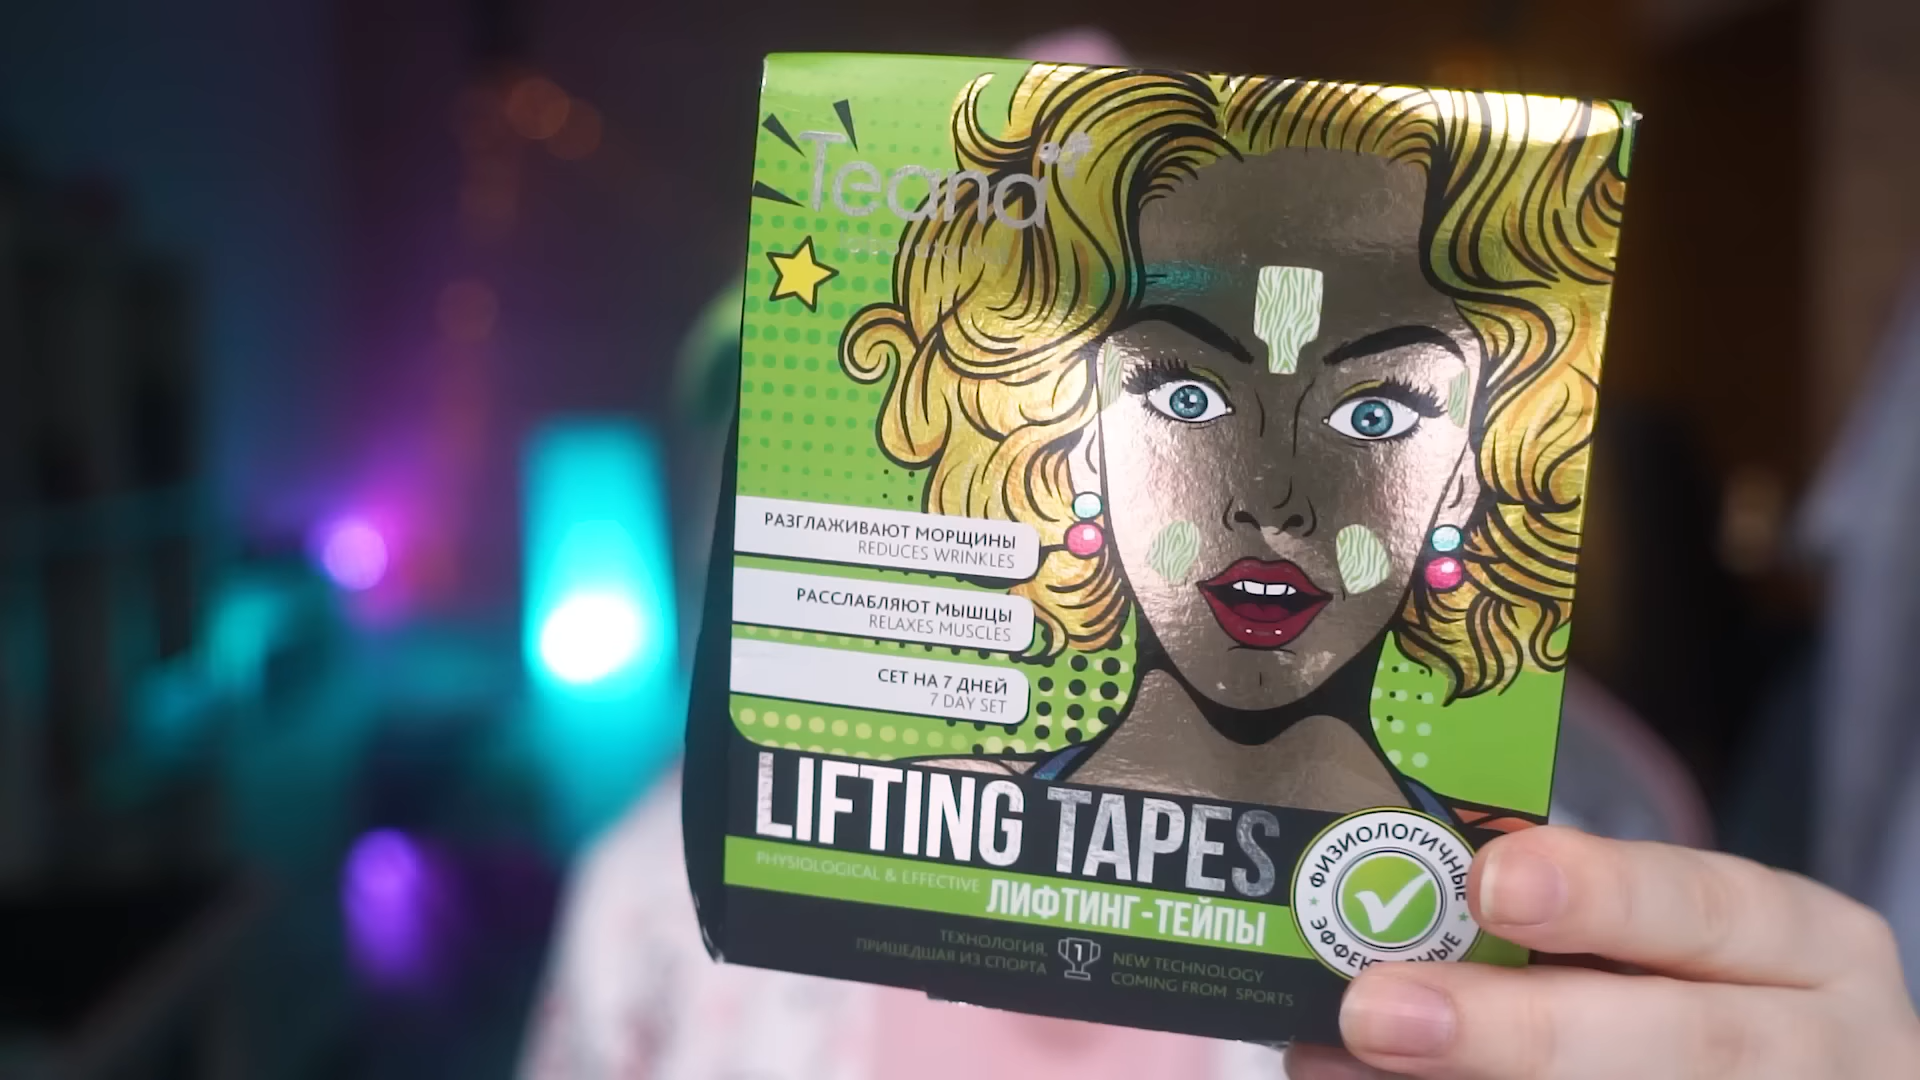 Teana
РАЗГЛАЖИВАЮТ МОРЩИНЫ
REDUCES WRINKLES
РАССЛАБЛЯЮТ МЫШЦЫ
RELAXES MUSCLES
СЕТ НА 7 ДНЕЙ
7 DAY SET
LIFTING TAPES
PHYSIOLOGICAL & EFFECTIVE
ЛИФТИНГ-ТЕЙПЫ
ФИЗИОЛОГИЧНЫЕ
ТЕХНОЛОГИЯ,
ПРИШЕДШАЯ ИЗ СПОРТА
1
NEW TECHNOLOGY
COMING FROM SPORTS